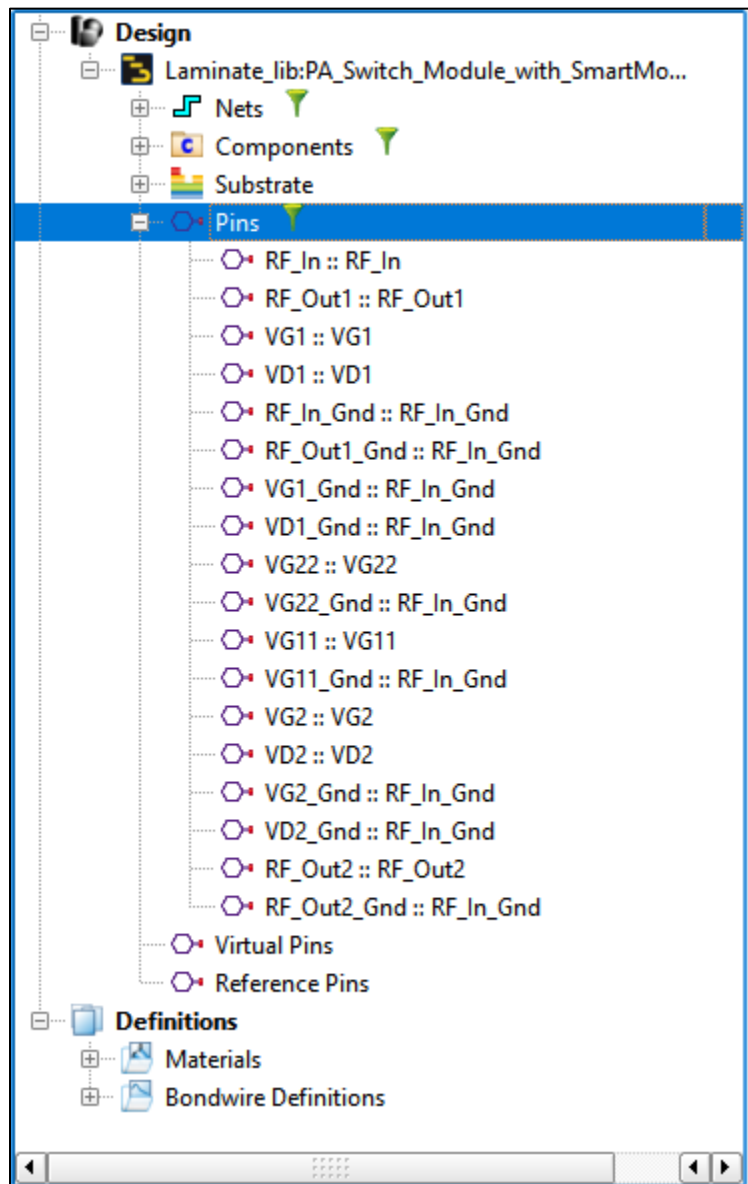 Design
Laminate_lib:PA_Switch_Module_with_SmartMo...
Nets
Components
Substrate
Pins
RF_In :: RF_In
RF_Out1 :: RF_Out1
VG1 :: VG1
VD1 :: VD1
RF_In_Gnd :: RF_In_Gnd
RF_Out1_Gnd :: RF_In_Gnd
VG1_Gnd :: RF_In_Gnd
VD1_Gnd :: RF_In_Gnd
VG22 :: VG22
VG22_Gnd :: RF_In_Gnd
VG11 :: VG11
VG11_Gnd :: RF_In_Gnd
VG2 :: VG2
VD2 :: VD2
VG2_Gnd :: RF_In_Gnd
VD2_Gnd :: RF_In_Gnd
RF_Out2 :: RF_Out2
RF_Out2_Gnd :: RF_In_Gnd
Virtual Pins
Reference Pins
Definitions
Materials
Bondwire Definitions